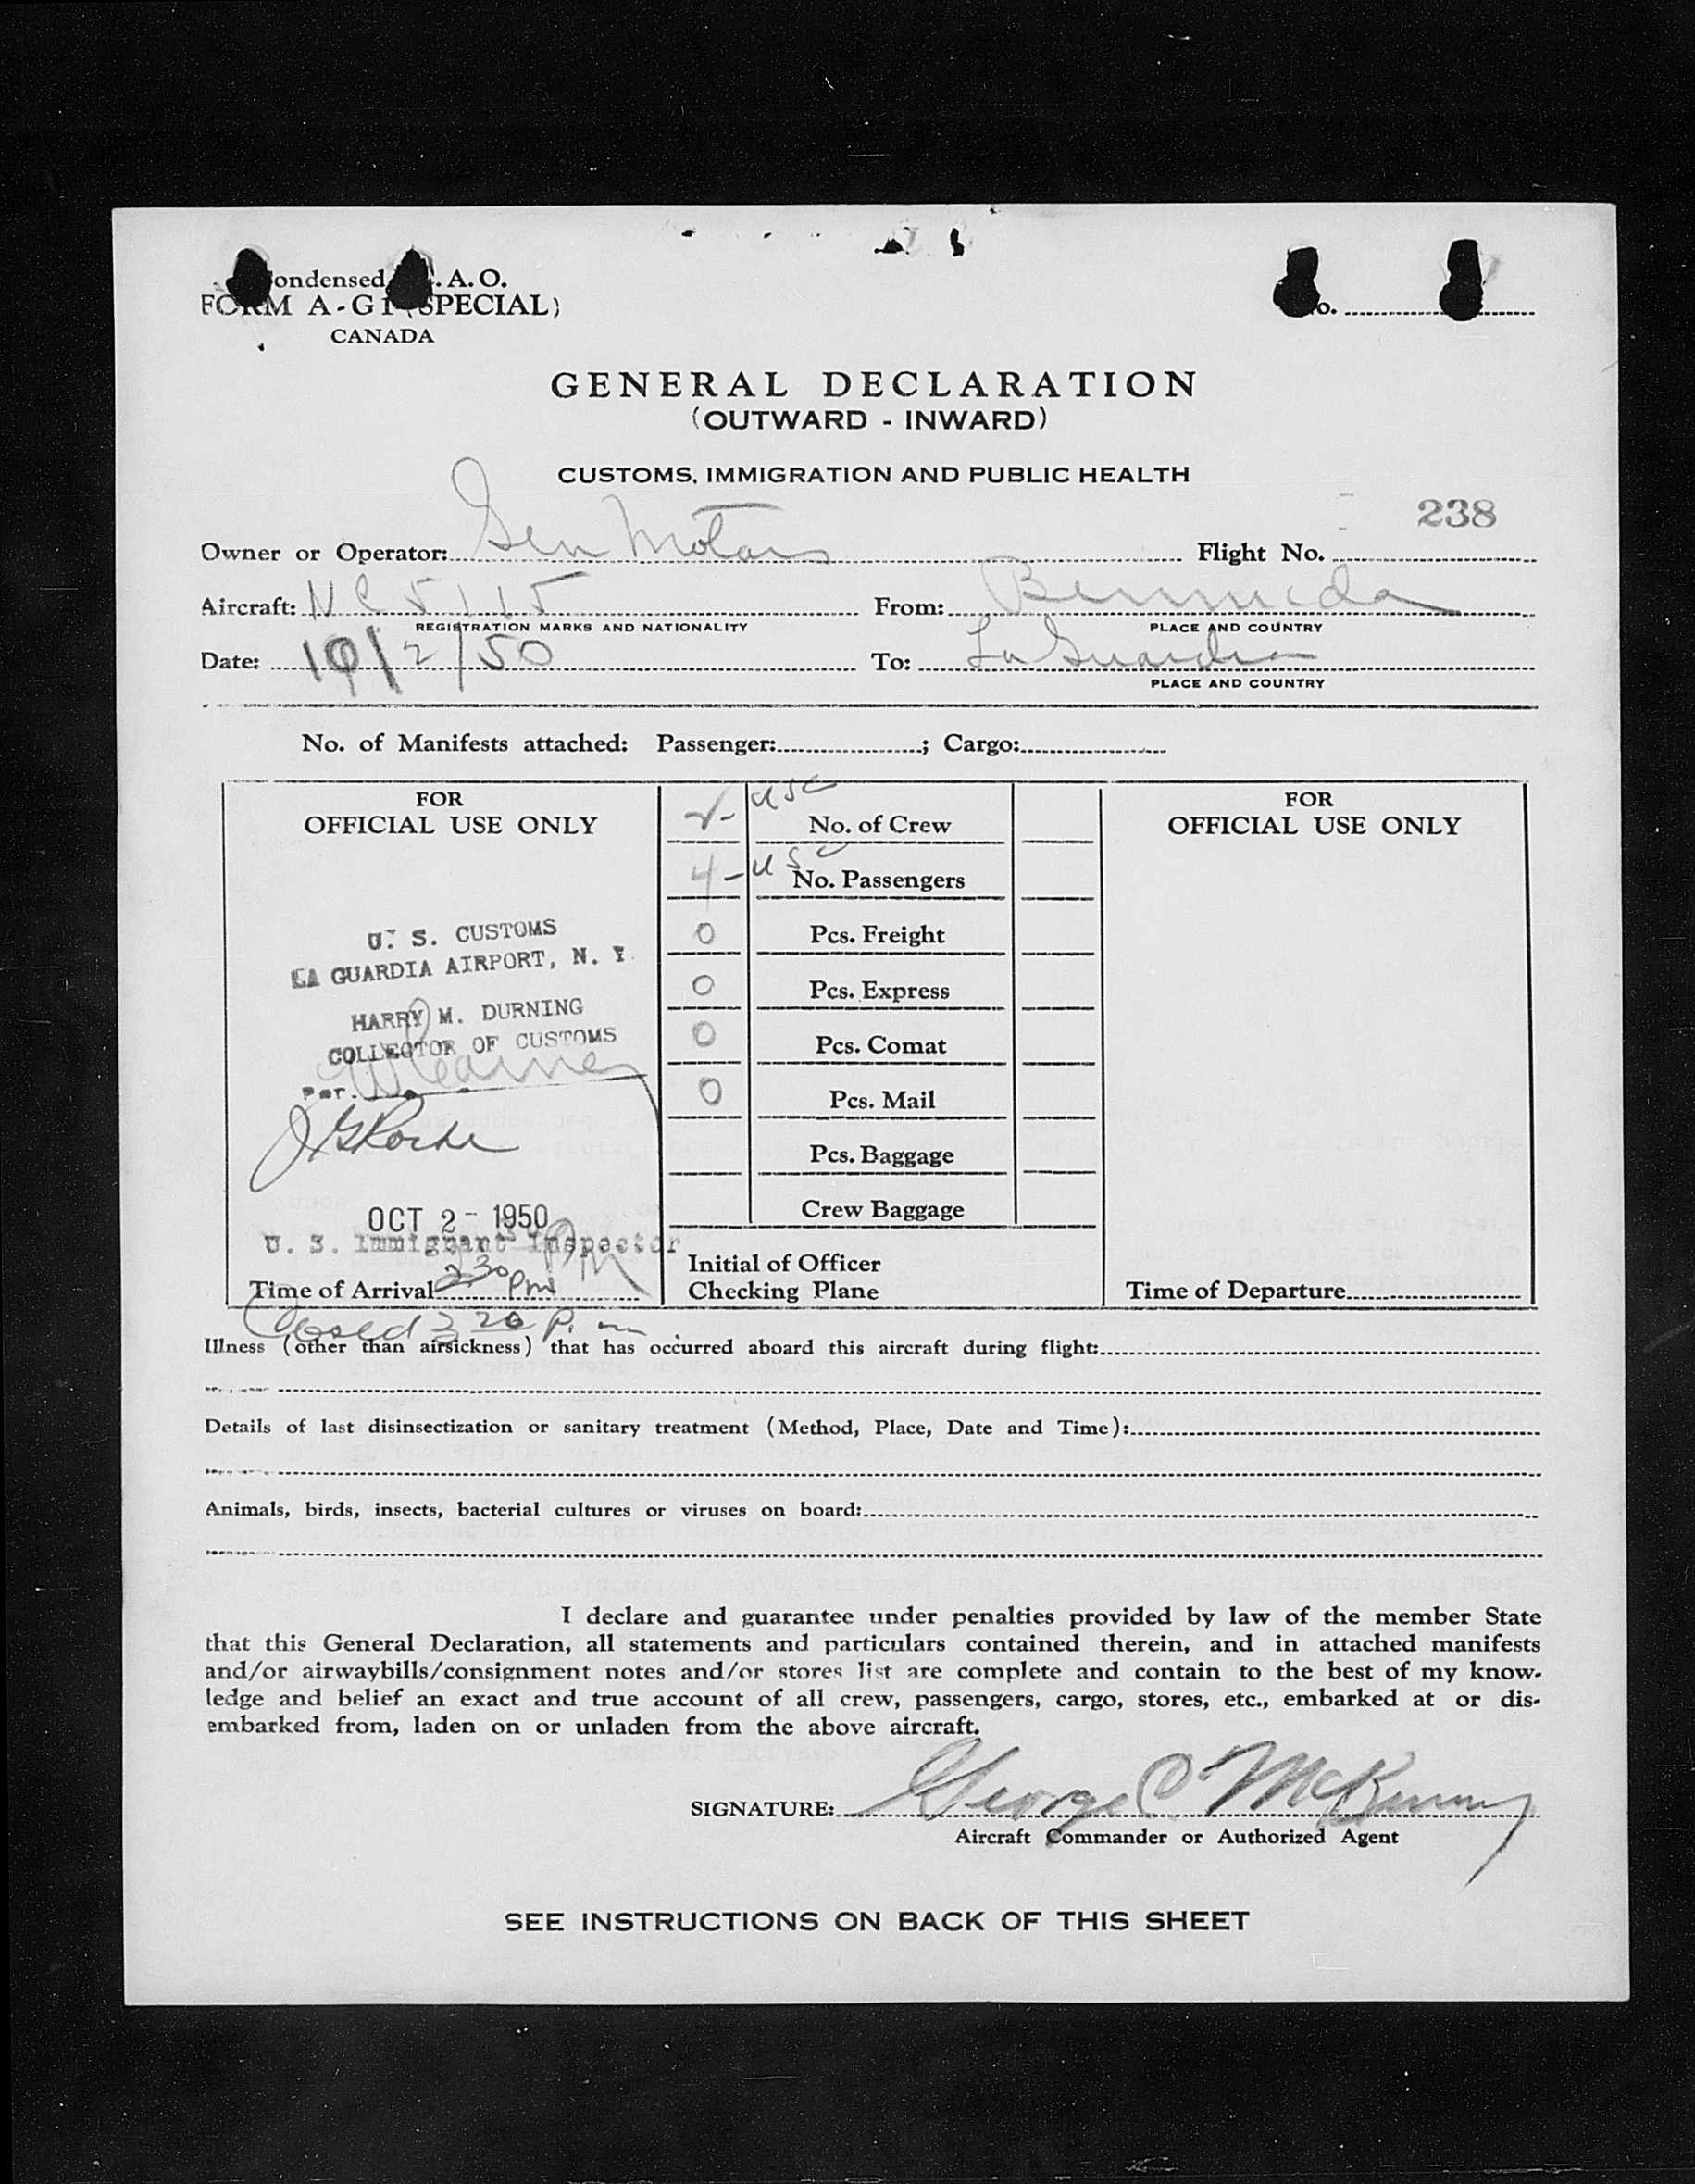 ondensed . A. O.
FORM A-G1 (SPECIAL)
CANADA
o.
GENERAL DECLARATION
(OUTWARD - INWARD)
CUSTOMS, IMMIGRATION AND PUBLIC HEALTH
238
Owner or Operator: Gen Motors Flight No.
Aircraft: NC 5115 From: Bermuda
REGISTRATION MARKS AND NATIONALITY PLACE AND COUNTRY
Date: 10/2/50 To: La Guardia
PLACE AND COUNTRY
No. of Manifests attached: Passenger: ; Cargo:
FOR
OFFICIAL USE ONLY
U. S. CUSTOMS
LA GUARDIA AIRPORT, N. Y.
HARRY M. DURNING
COLLECTOR OF CUSTOMS
Per.
OCT 2 - 1950
U. S. Immigrant Inspector
Time of Arrival 2 30 Pm
Closed 3 20 P. m.
2 - USC No. of Crew
4 - USC No. Passengers
0 Pcs. Freight
0 Pcs. Express
0 Pcs. Comat
0 Pcs. Mail
Pcs. Baggage
Crew Baggage
Initial of Officer
Checking Plane
FOR
OFFICIAL USE ONLY
Time of Departure
Illness (other than airsickness) that has occurred aboard this aircraft during flight:
Details of last disinsectization or sanitary treatment (Method, Place, Date and Time):
Animals, birds, insects, bacterial cultures or viruses on board:
I declare and guarantee under penalties provided by law of the member State
that this General Declaration, all statements and particulars contained therein, and in attached manifests
and/or airwaybills/consignment notes and/or stores list are complete and contain to the best of my know-
ledge and belief an exact and true account of all crew, passengers, cargo, stores, etc., embarked at or dis-
embarked from, laden on or unladen from the above aircraft.
SIGNATURE: George C. McKinney
Aircraft Commander or Authorized Agent
SEE INSTRUCTIONS ON BACK OF THIS SHEET